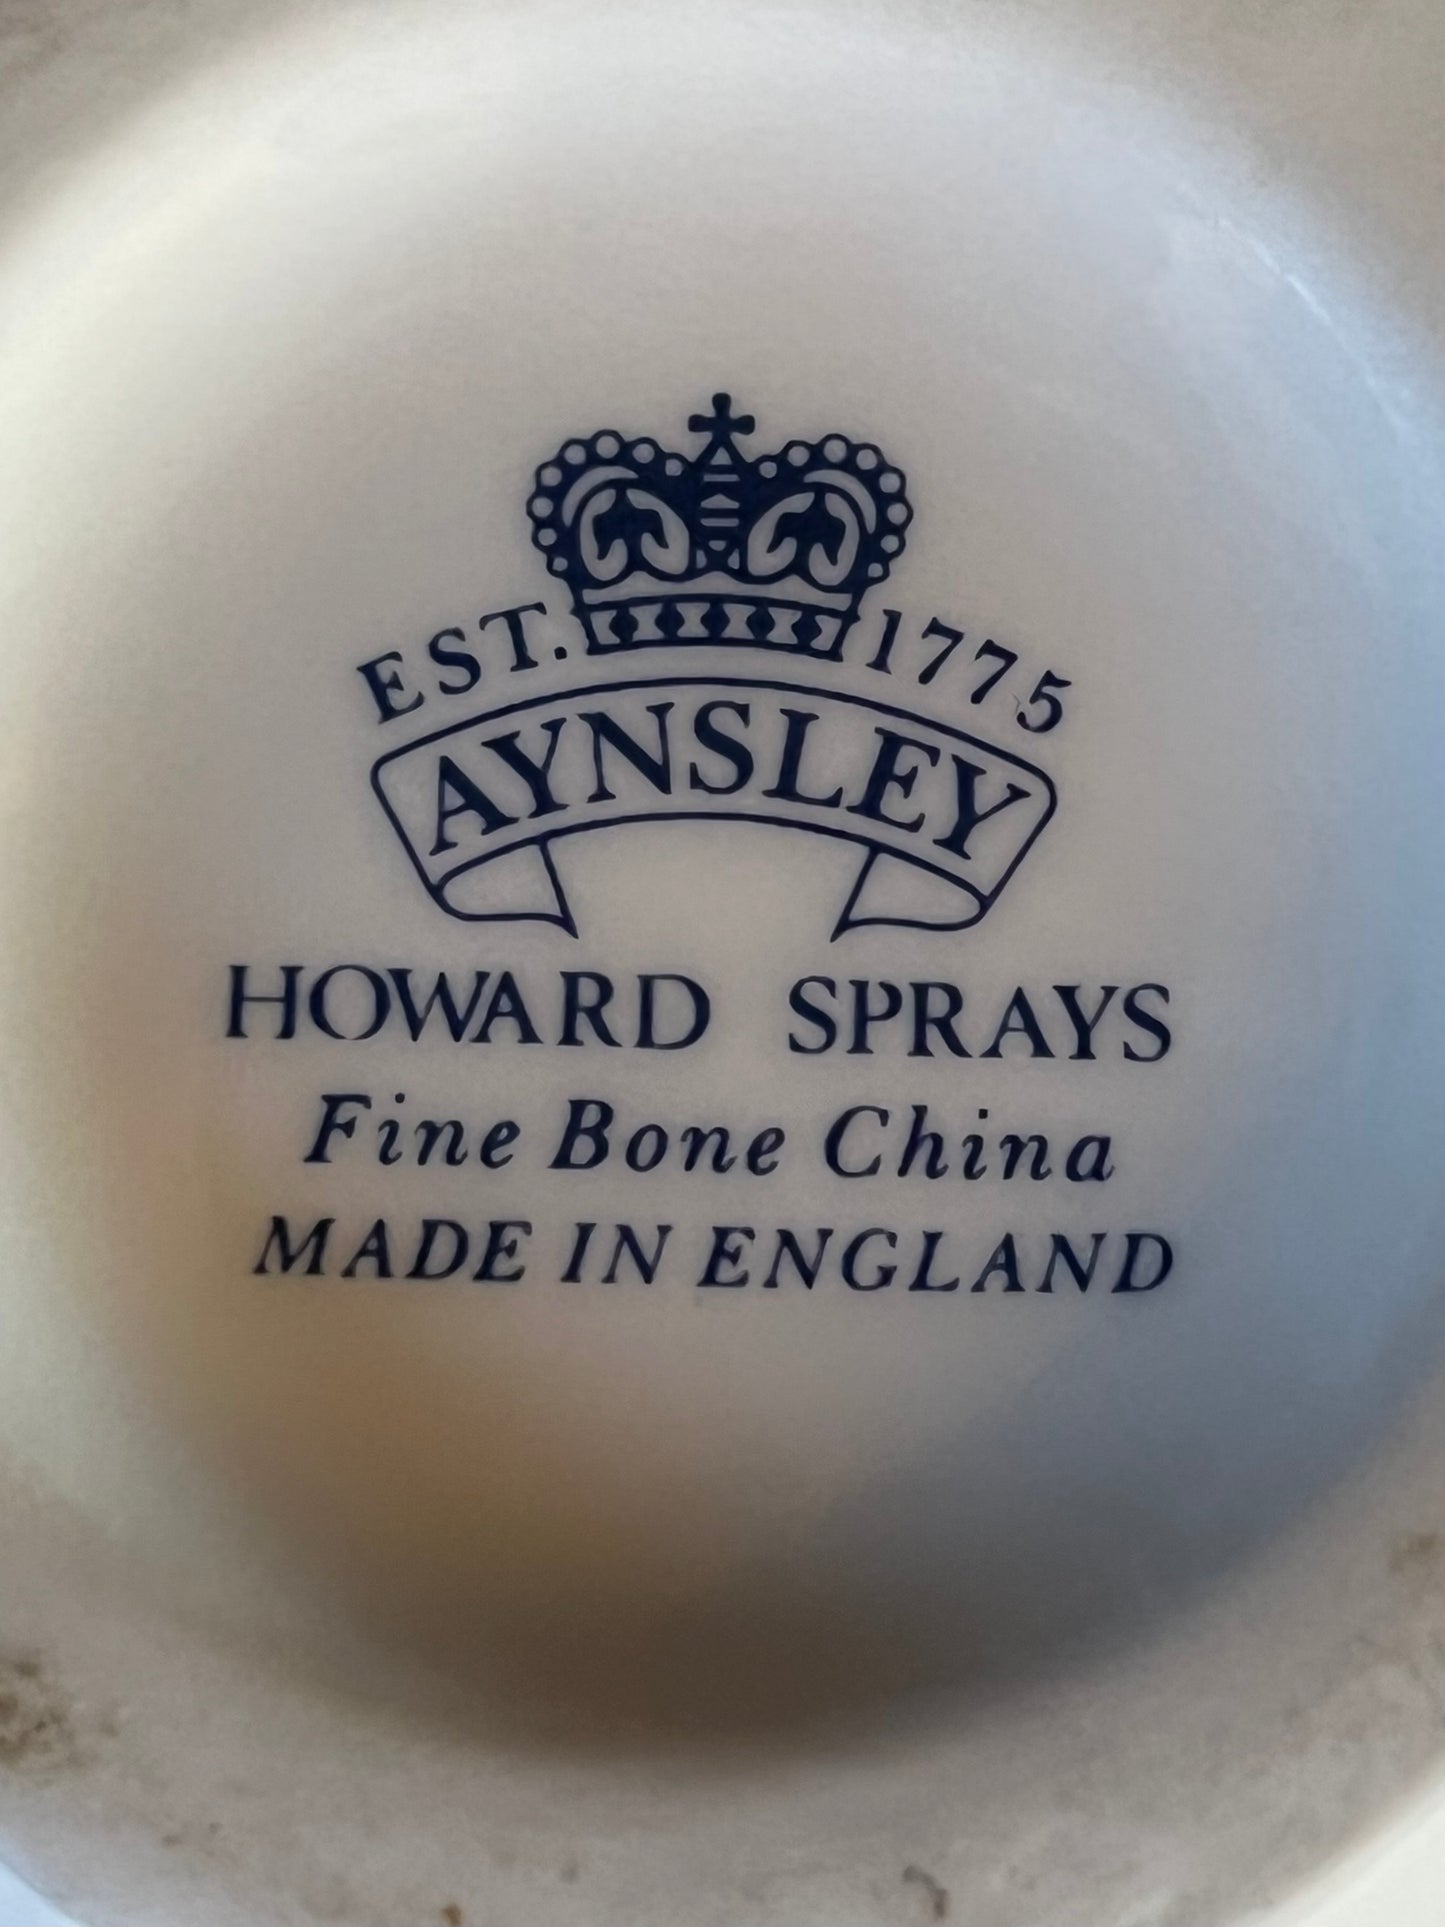 EST. 1775
AYNSLEY
HOWARD SPRAYS
Fine Bone China
MADE IN ENGLAND